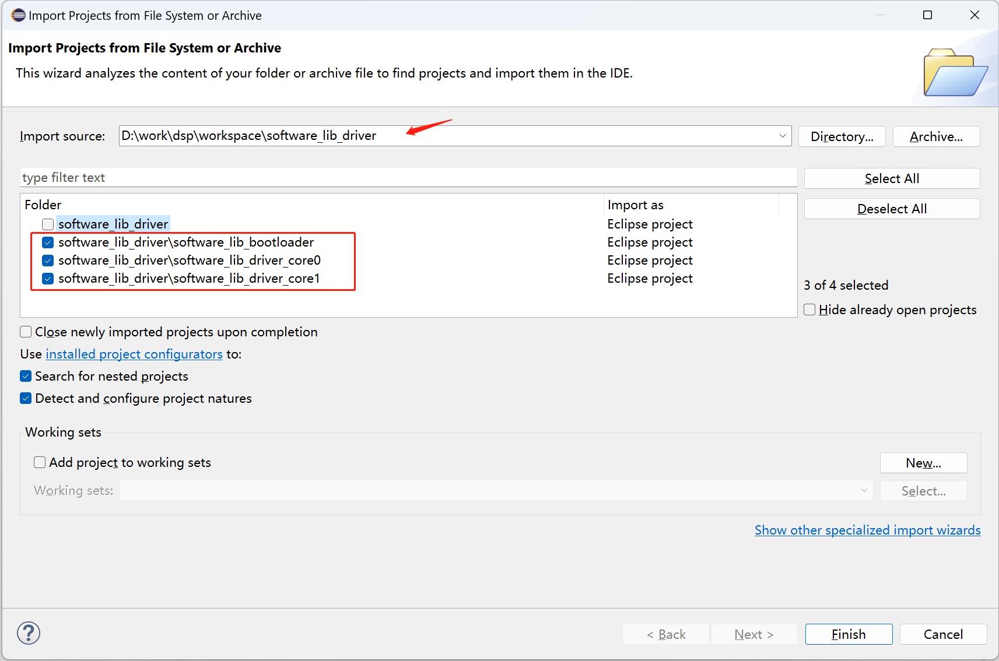 Import Projects from File System or Archive
Import Projects from File System or Archive
This wizard analyzes the content of your folder or archive file to find projects and import them in the IDE.
Import source: D:\work\dsp\workspace\software_lib_driver Directory... Archive...
type filter text Select All
Folder Import as Deselect All
software_lib_driver Eclipse project
software_lib_driver\software_lib_bootloader Eclipse project
software_lib_driver\software_lib_driver_core0 Eclipse project
software_lib_driver\software_lib_driver_core1 Eclipse project
3 of 4 selected
Hide already open projects
Close newly imported projects upon completion
Use installed project configurators to:
Search for nested projects
Detect and configure project natures
Working sets
Add project to working sets New...
Working sets: Select...
Show other specialized import wizards
? < Back Next > Finish Cancel